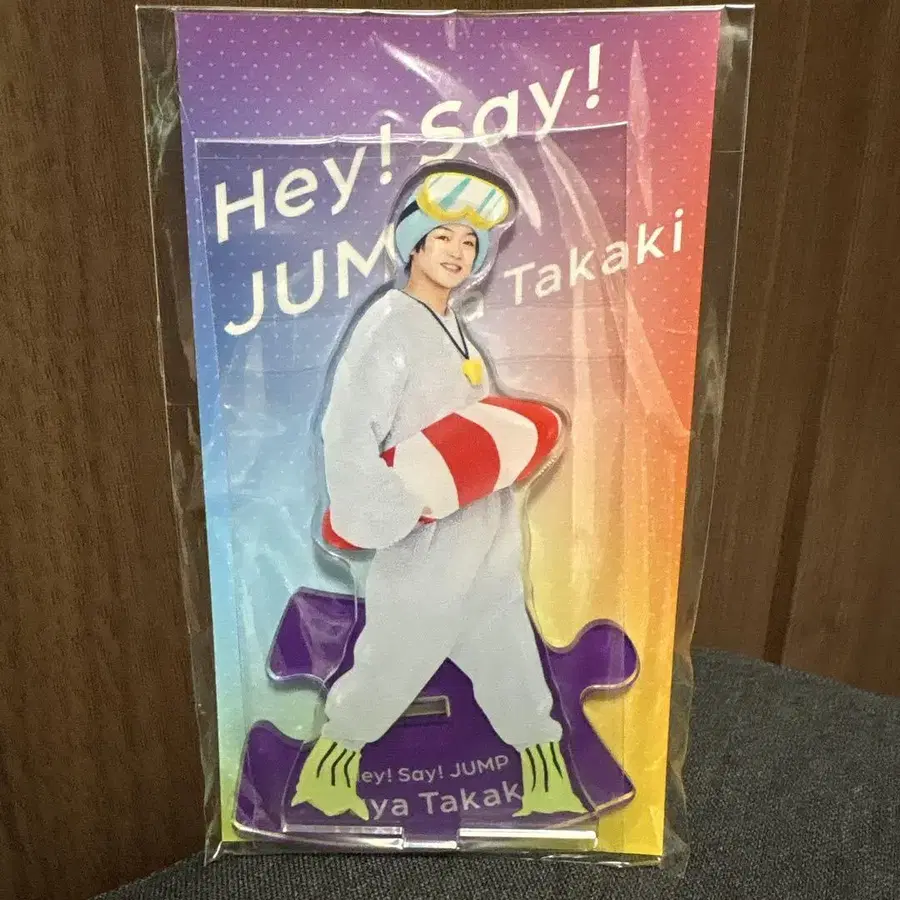 Hey! Say!
JUM
a Takaki
ey! Say! JUMP
ya Takak